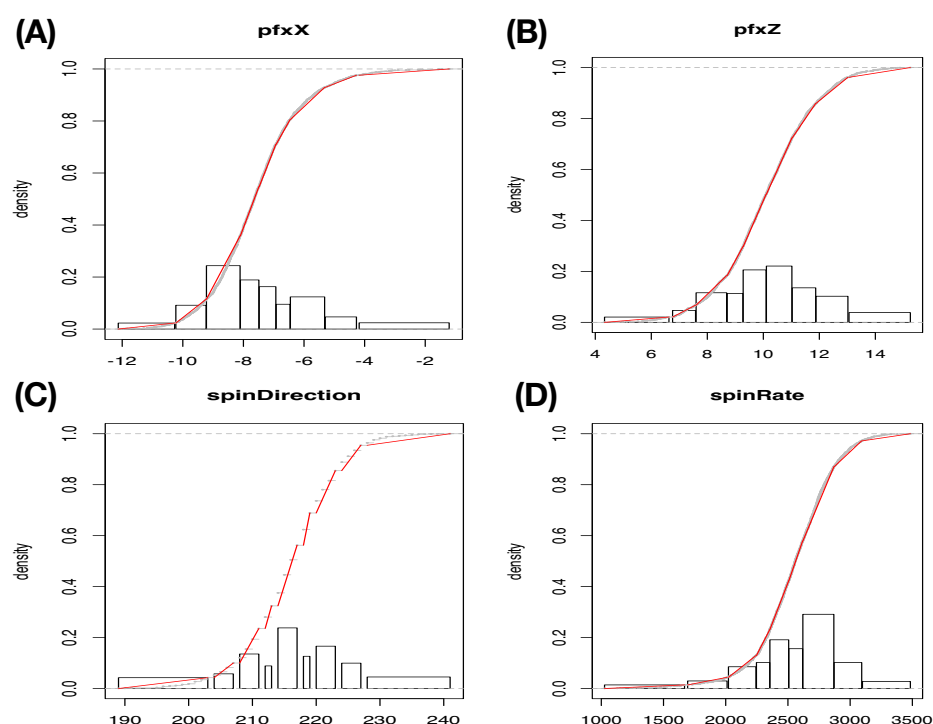 (A) pfxX
density
0.0 0.2 0.4 0.6 0.8 1.0
-12 -10 -8 -6 -4 -2
(B) pfxZ
density
0.0 0.2 0.4 0.6 0.8 1.0
4 6 8 10 12 14
(C) spinDirection
density
0.0 0.2 0.4 0.6 0.8 1.0
190 200 210 220 230 240
(D) spinRate
density
0.0 0.2 0.4 0.6 0.8 1.0
1000 1500 2000 2500 3000 3500